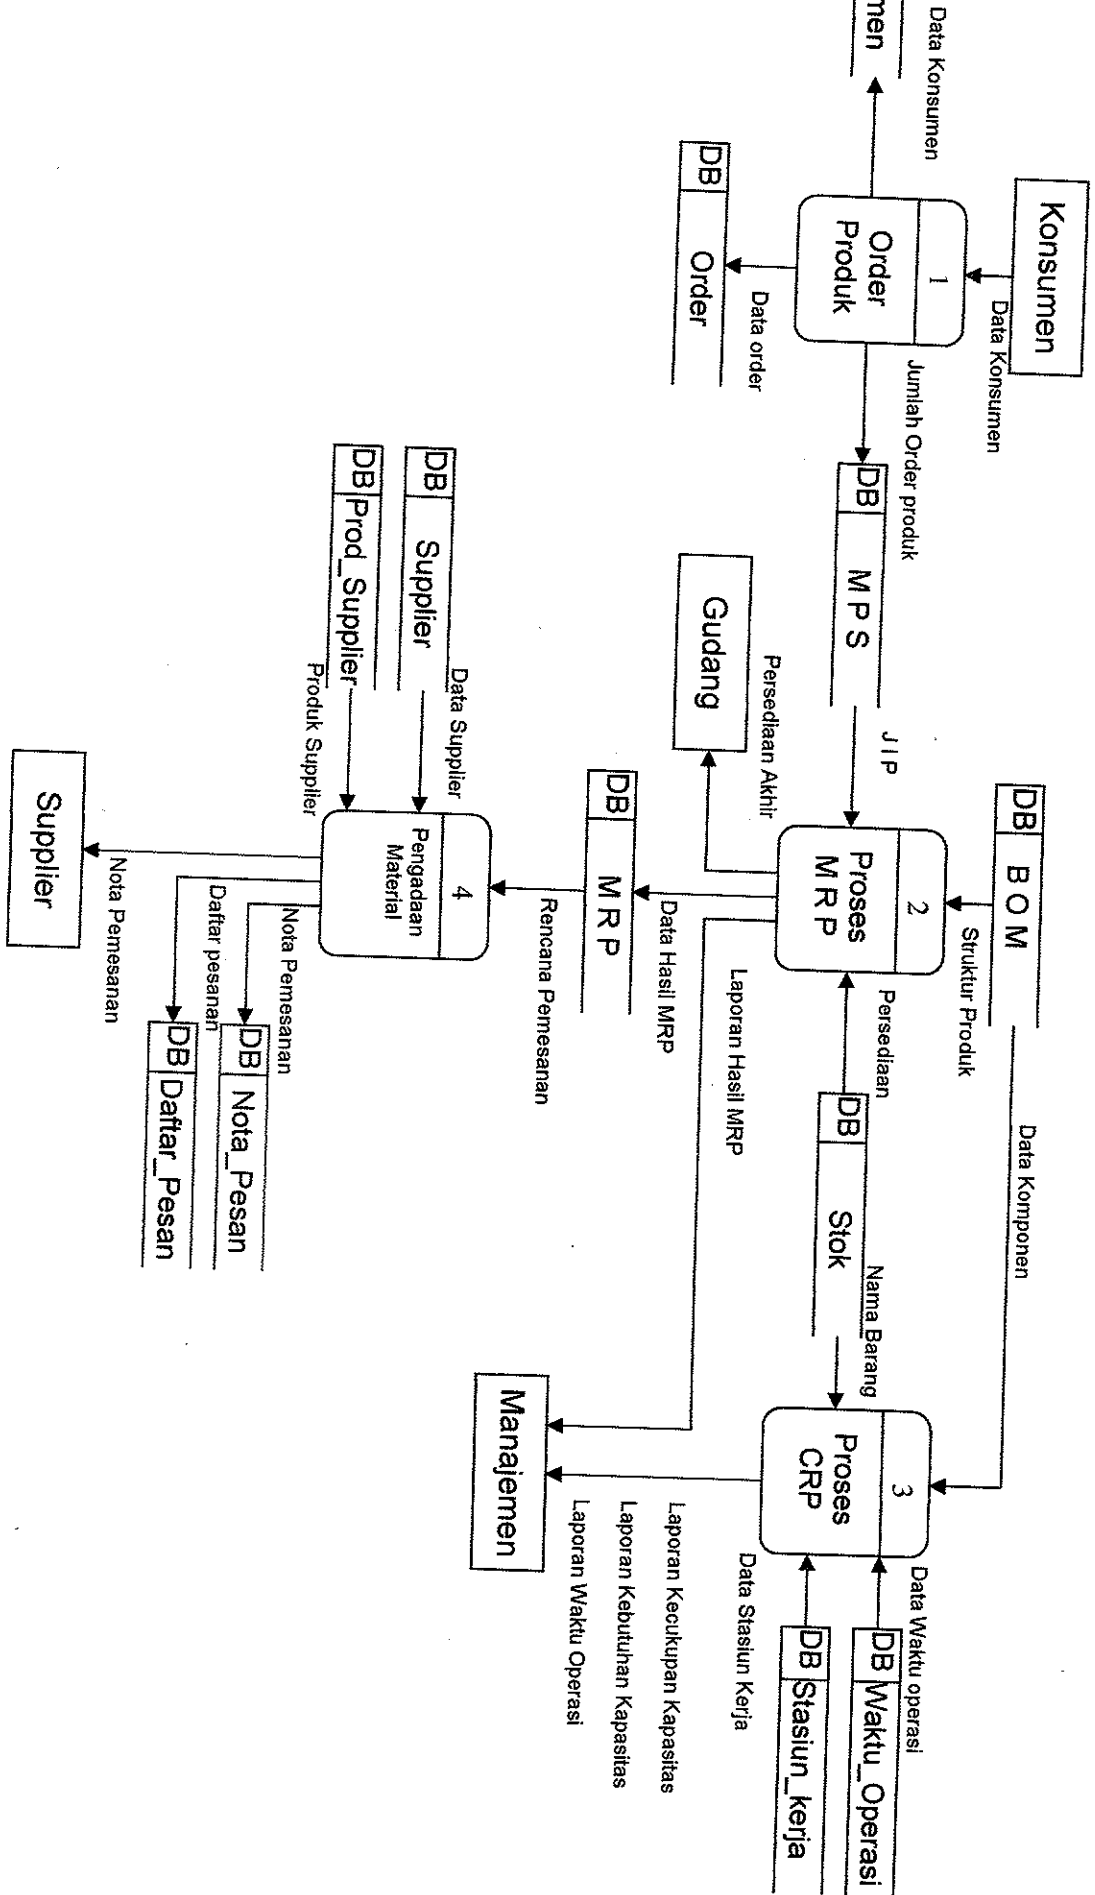 Konsumen
Data Konsumen
Data Konsumen
men
1
Order
Produk
Data order
DB Order
Jumlah Order produk
DB M P S
J I P
DB B O M
Struktur Produk
Data Komponen
2
Proses
MRP
Persediaan
DB Stok
Nama Barang
3
Proses
CRP
Data Waktu operasi
DB Waktu_Operasi
DB Stasiun_kerja
Data Stasiun Kerja
Persediaan Akhir
Gudang
Data Hasil MRP
Laporan Hasil MRP
DB M R P
Rencana Pemesanan
Laporan Kecukupan Kapasitas
Laporan Kebutuhan Kapasitas
Laporan Waktu Operasi
Manajemen
DB Supplier
Data Supplier
DB Prod_Supplier
Produk Supplier
4
Pengadaan
Material
Nota Pemesanan
DB Nota_Pesan
Daftar pesanan
DB Daftar_Pesan
Nota Pemesanan
Supplier